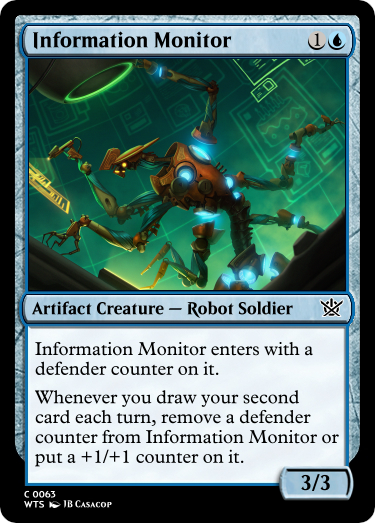 Information Monitor 1
Artifact Creature — Robot Soldier
Information Monitor enters with a
defender counter on it.
Whenever you draw your second
card each turn, remove a defender
counter from Information Monitor or
put a +1/+1 counter on it.
3/3
C 0063
WTS JB Casacop